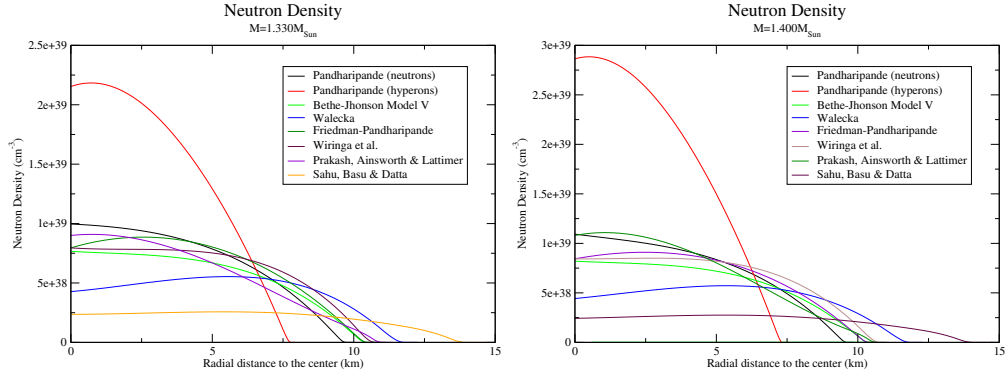 Neutron Density
M=1.330M_Sun
2.5e+39
2e+39
1.5e+39
1e+39
5e+38
0
Neutron Density (cm^-3)
Pandharipande (neutrons)
Pandharipande (hyperons)
Bethe-Jhonson Model V
Walecka
Friedman-Pandharipande
Wiringa et al.
Prakash, Ainsworth & Lattimer
Sahu, Basu & Datta
0 5 10 15
Radial distance to the center (km)
Neutron Density
M=1.400M_Sun
3e+39
2.5e+39
2e+39
1.5e+39
1e+39
5e+38
0
Neutron Density (cm^-3)
Pandharipande (neutrons)
Pandharipande (hyperons)
Bethe-Jhonson Model V
Walecka
Friedman-Pandharipande
Wiringa et al.
Prakash, Ainsworth & Lattimer
Sahu, Basu & Datta
0 5 10 15
Radial distance to the center (km)